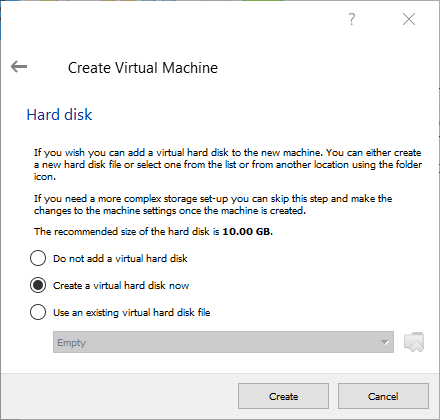 ?
Create Virtual Machine
Hard disk
If you wish you can add a virtual hard disk to the new machine. You can either create
a new hard disk file or select one from the list or from another location using the folder
icon.
If you need a more complex storage set-up you can skip this step and make the
changes to the machine settings once the machine is created.
The recommended size of the hard disk is 10.00 GB.
Do not add a virtual hard disk
Create a virtual hard disk now
Use an existing virtual hard disk file
Empty
Create Cancel